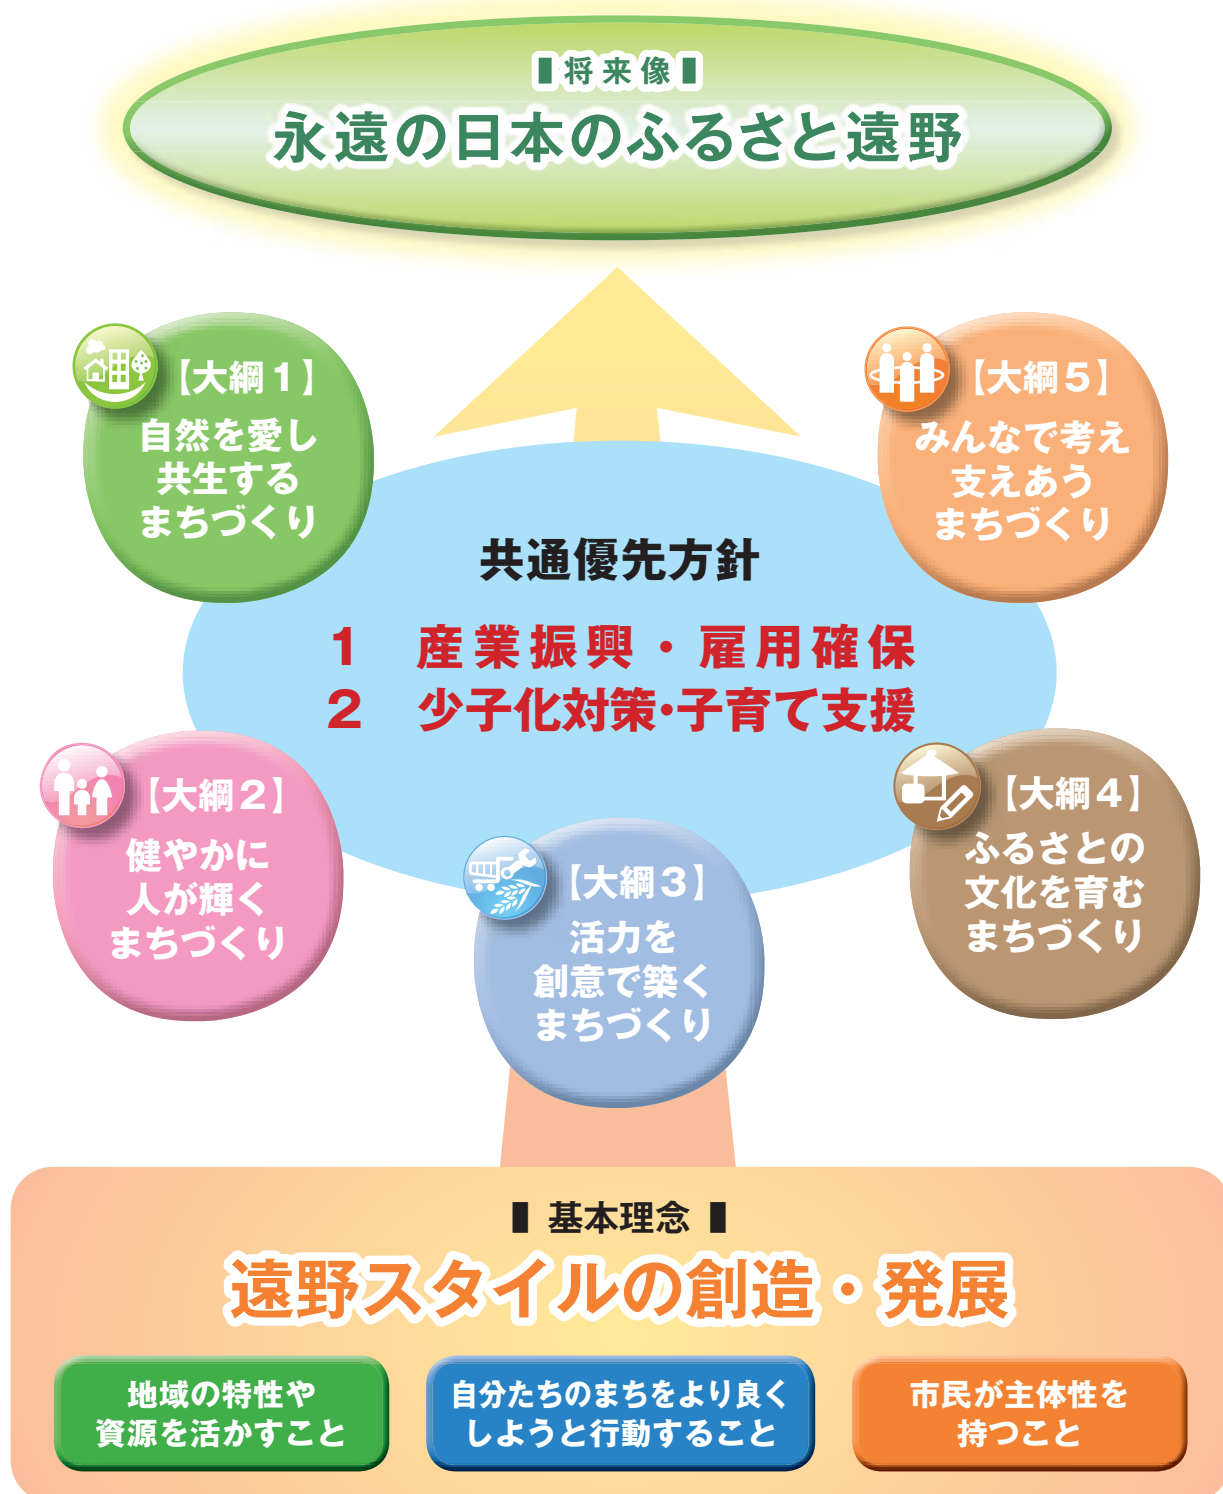 ▮将来像▮
永遠の日本のふるさと遠野
【大綱1】
自然を愛し
共生する
まちづくり
【大綱5】
みんなで考え
支えあう
まちづくり
共通優先方針
1 産業振興・雇用確保
2 少子化対策・子育て支援
【大綱2】
健やかに
人が輝く
まちづくり
【大綱3】
活力を
創意で築く
まちづくり
【大綱4】
ふるさとの
文化を育む
まちづくり
▮ 基本理念 ▮
遠野スタイルの創造・発展
地域の特性や
資源を活かすこと
自分たちのまちをより良く
しようと行動すること
市民が主体性を
持つこと